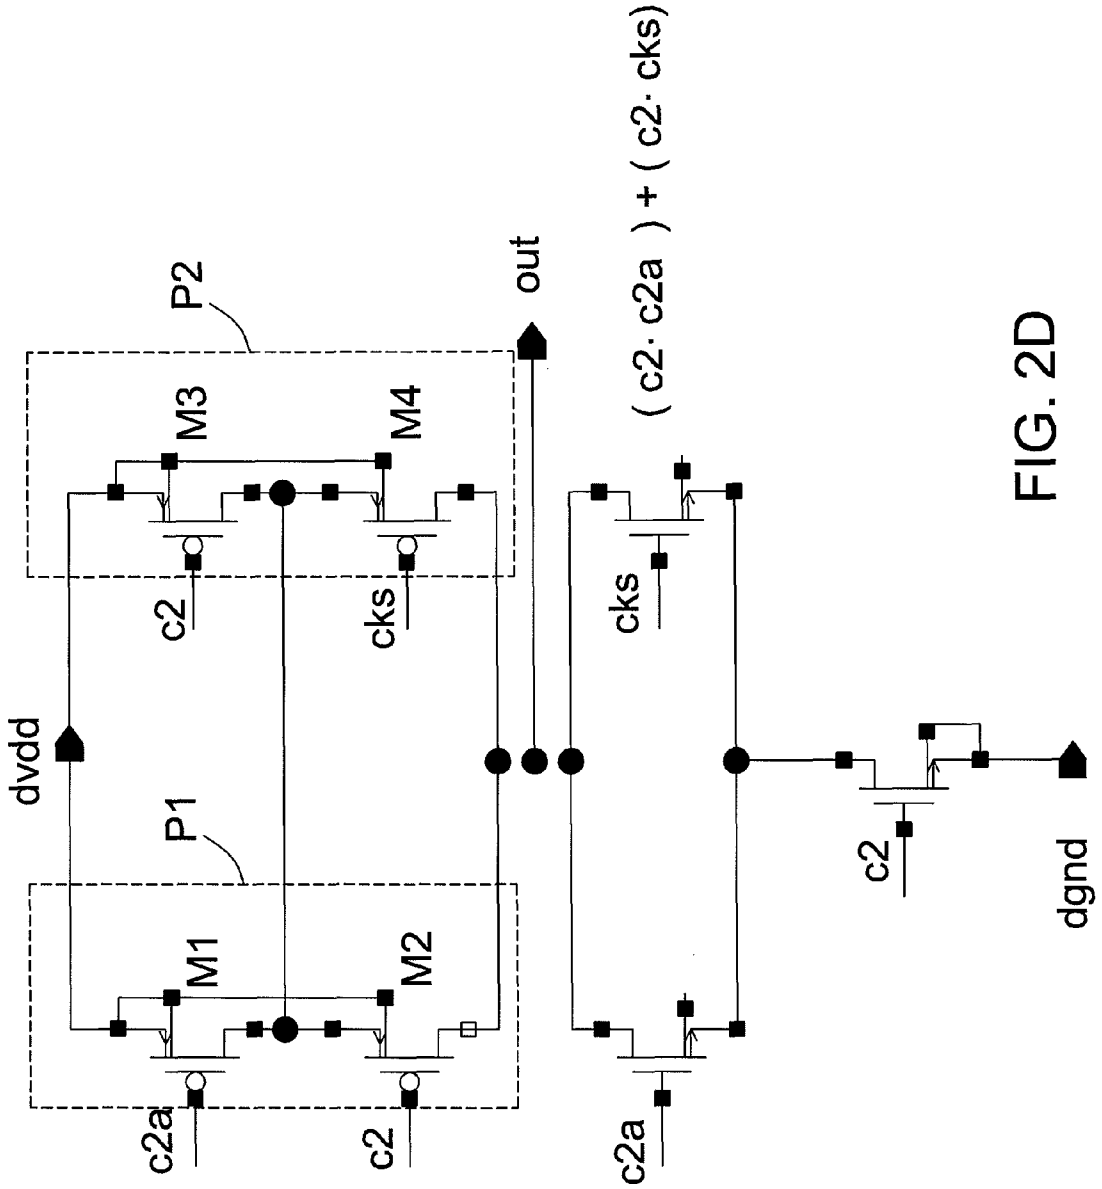 dvdd
P1
P2
M1
M3
c2a
c2
M2
M4
c2
cks
out
( c2· c2a ) + ( c2· cks)
c2a
cks
c2
dgnd
FIG. 2D